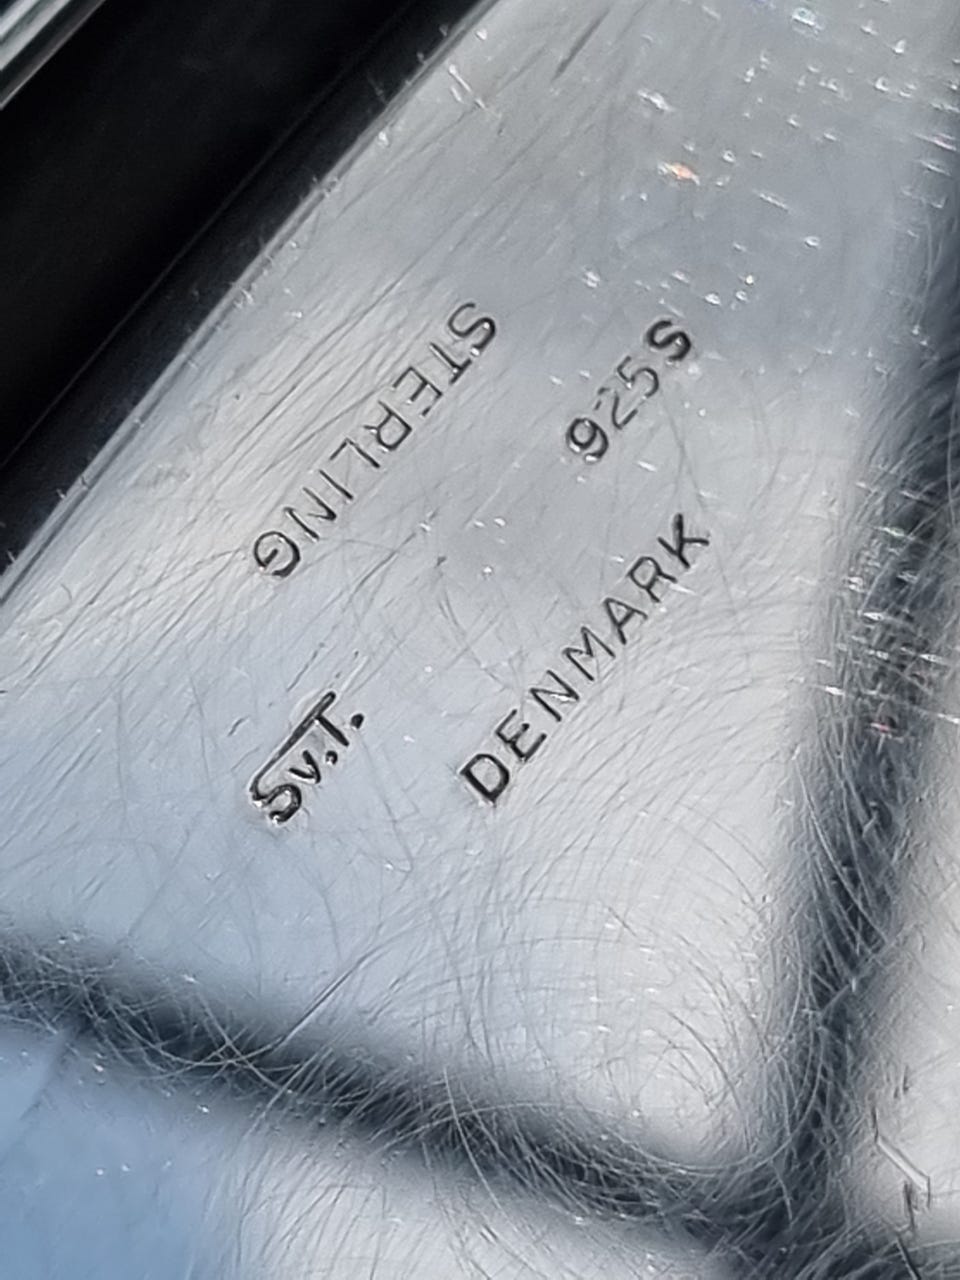 STERLING
925S
DENMARK
Sv.T.